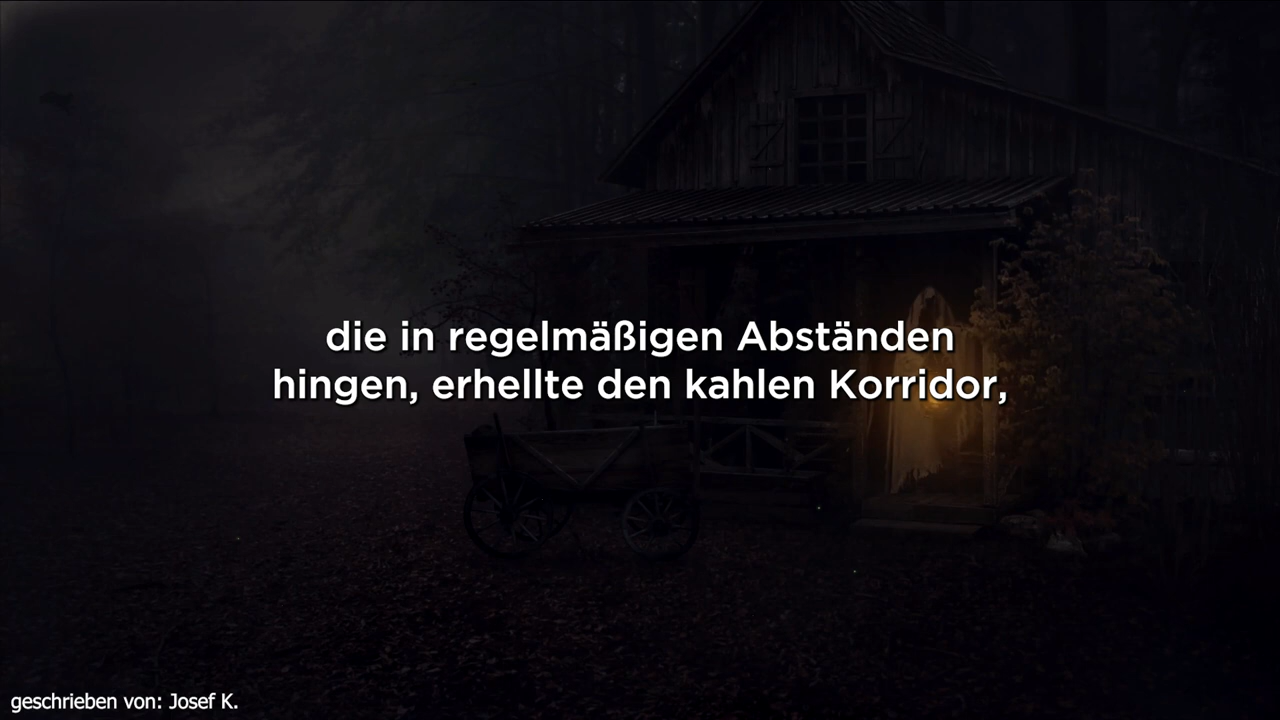 die in regelmäßigen Abständen
hingen, erhellte den kahlen Korridor,
geschrieben von: Josef K.